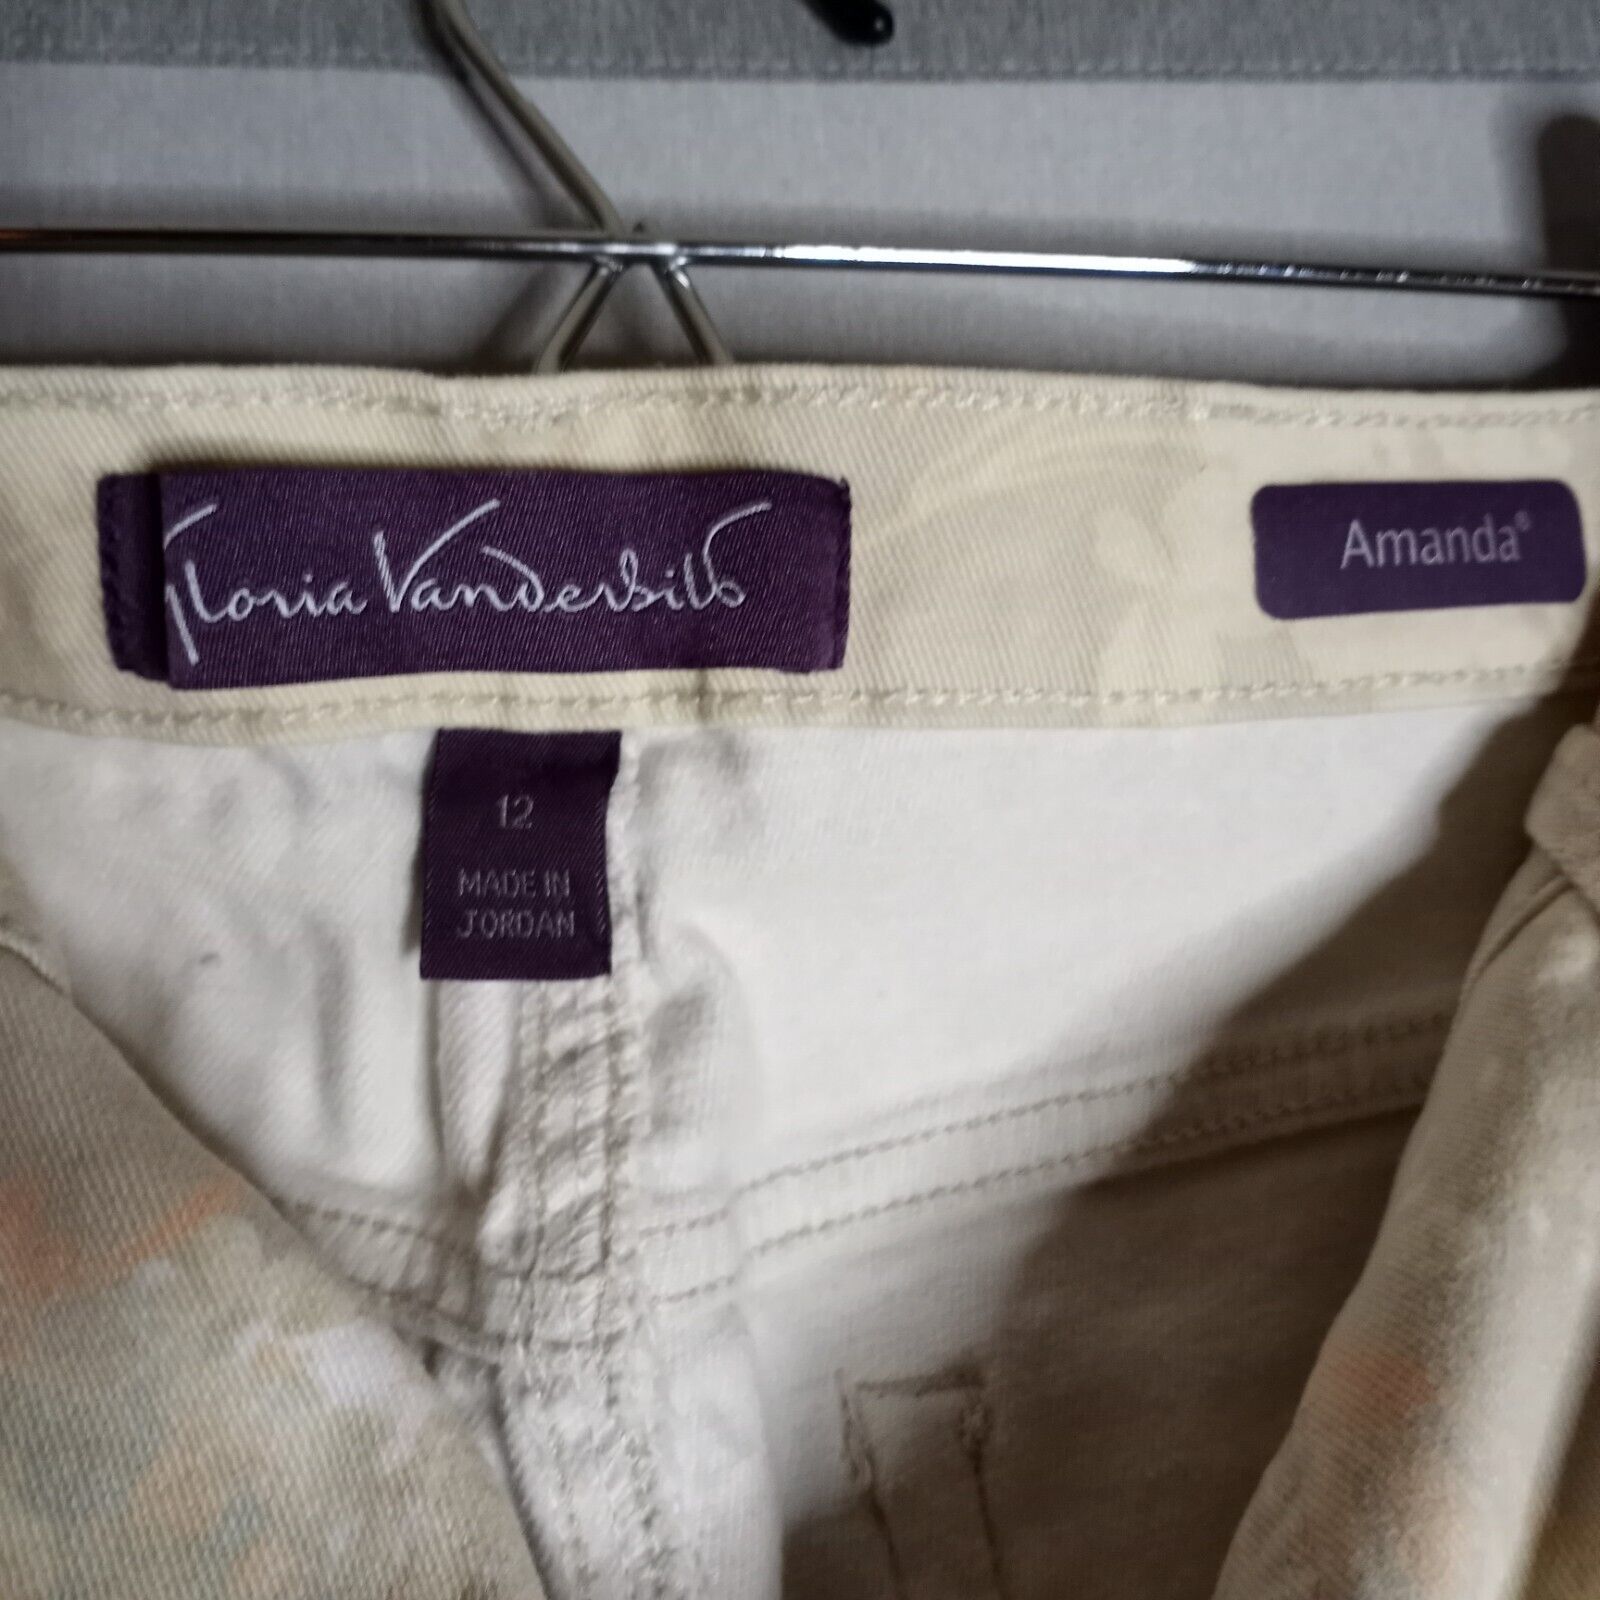 Gloria Vanderbilt
Amanda®
12
MADE IN
JORDAN